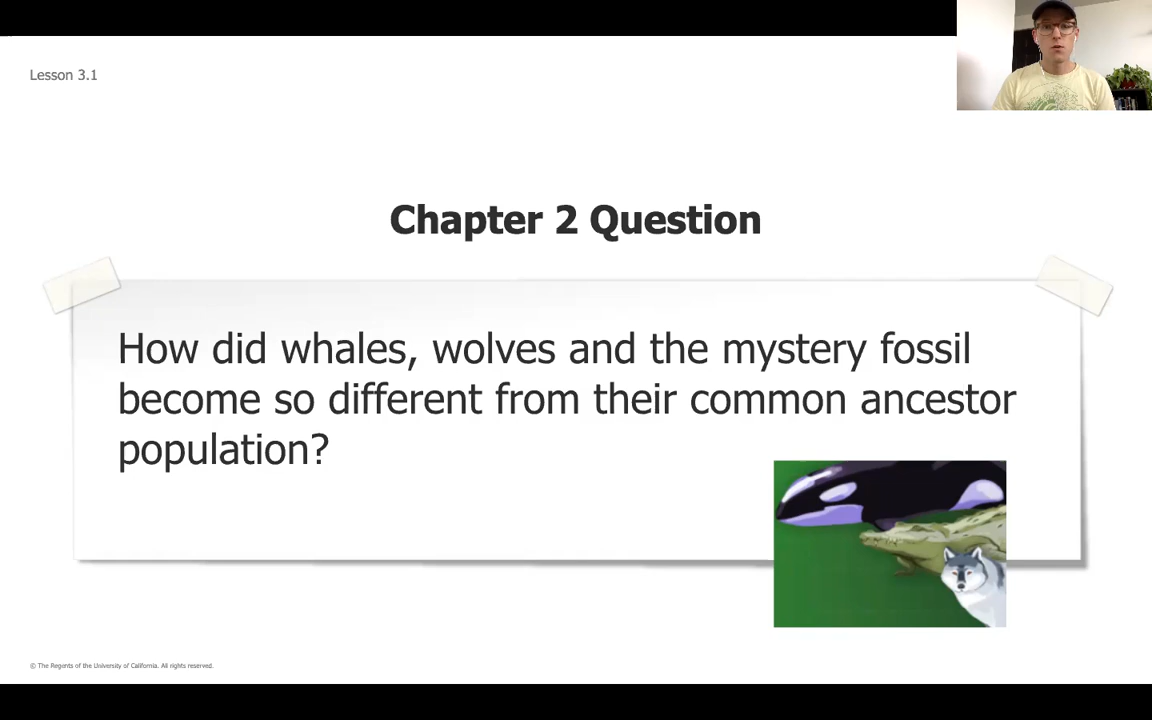 Lesson 3.1
Chapter 2 Question
How did whales, wolves and the mystery fossil
become so different from their common ancestor
population?
© The Regents of the University of California. All rights reserved.